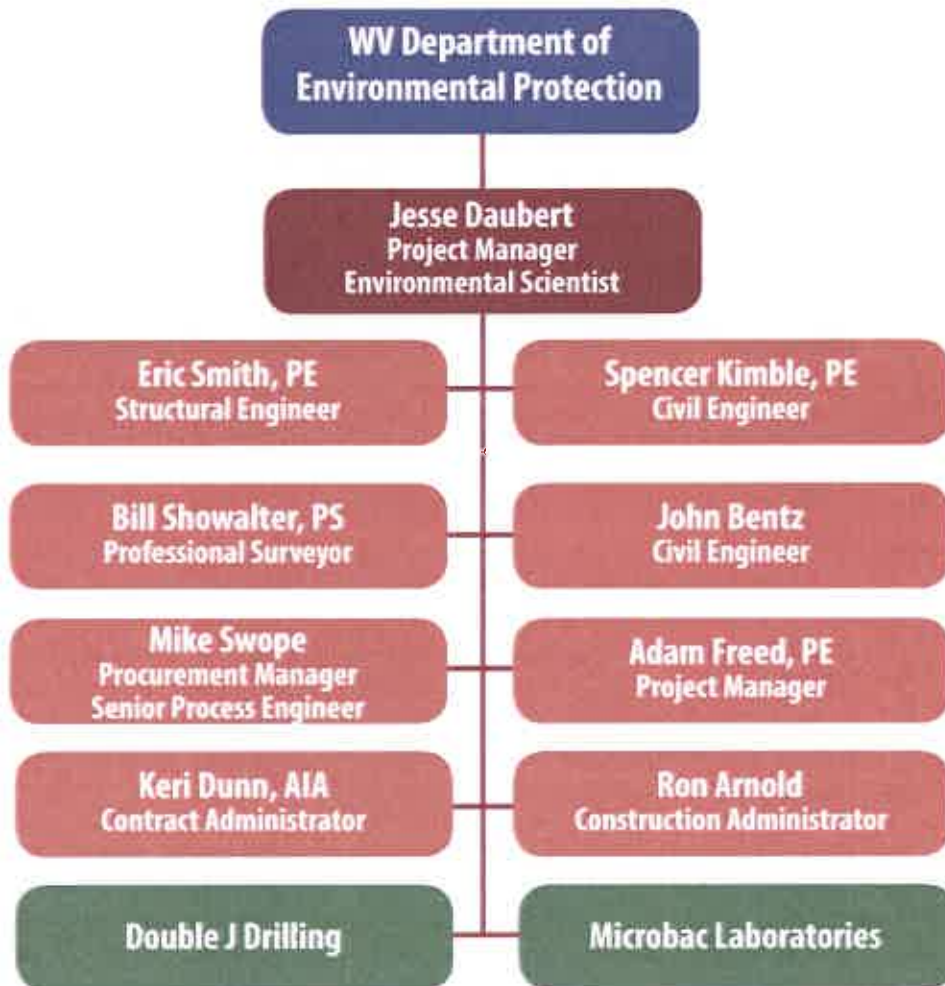 WV Department of
Environmental Protection
Jesse Daubert
Project Manager
Environmental Scientist
Eric Smith, PE
Structural Engineer
Spencer Kimble, PE
Civil Engineer
Bill Showalter, PS
Professional Surveyor
John Bentz
Civil Engineer
Mike Swope
Procurement Manager
Senior Process Engineer
Adam Freed, PE
Project Manager
Keri Dunn, AIA
Contract Administrator
Ron Arnold
Construction Administrator
Double J Drilling
Microbac Laboratories